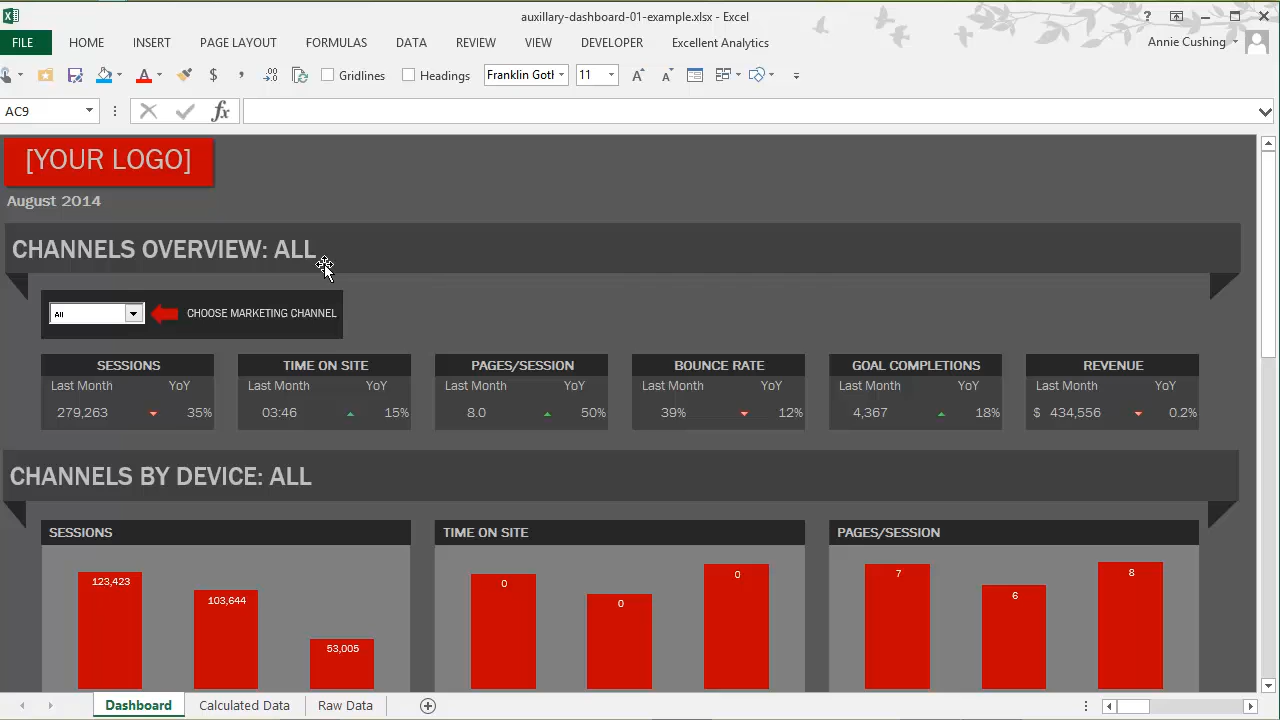 auxillary-dashboard-01-example.xlsx - Excel
?
FILE HOME INSERT PAGE LAYOUT FORMULAS DATA REVIEW VIEW DEVELOPER Excellent Analytics Annie Cushing
Gridlines Headings Franklin Gotl 11
AC9 fx
[YOUR LOGO]
August 2014
CHANNELS OVERVIEW: ALL
All CHOOSE MARKETING CHANNEL
SESSIONS TIME ON SITE PAGES/SESSION BOUNCE RATE GOAL COMPLETIONS REVENUE
Last Month YoY Last Month YoY Last Month YoY Last Month YoY Last Month YoY Last Month YoY
279,263 35% 03:46 15% 8.0 50% 39% 12% 4,367 18% $ 434,556 0.2%
CHANNELS BY DEVICE: ALL
SESSIONS TIME ON SITE PAGES/SESSION
123,423 103,644 53,005 0 0 0 7 6 8
Dashboard Calculated Data Raw Data